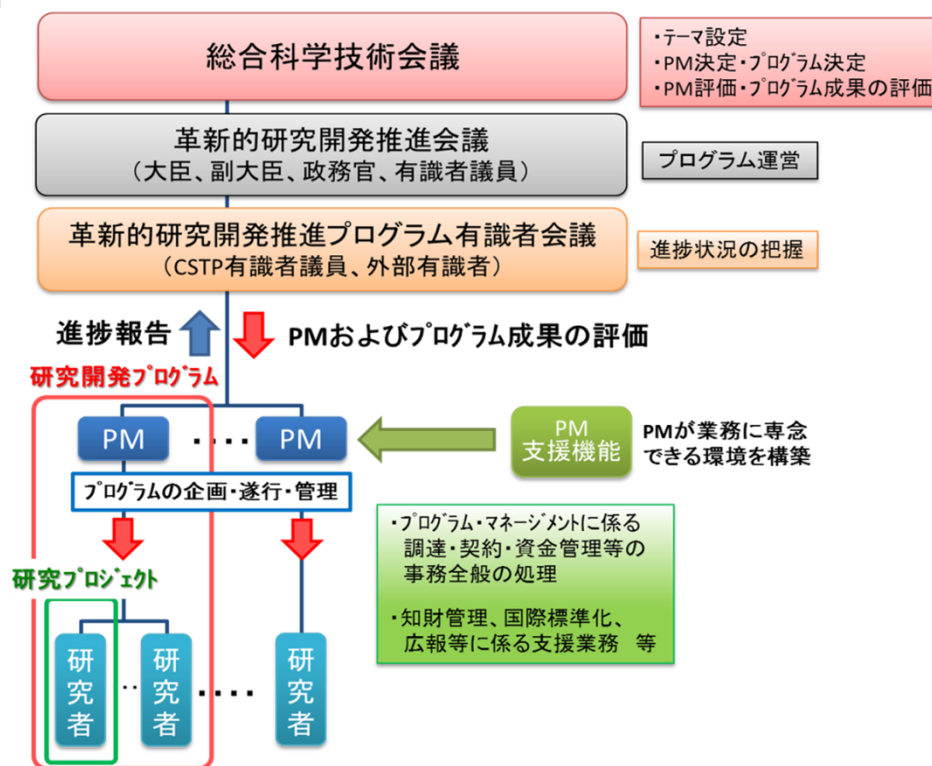 総合科学技術会議
・テーマ設定
・PM決定・プログラム決定
・PM評価・プログラム成果の評価
革新的研究開発推進会議
（大臣、副大臣、政務官、有識者議員）
プログラム運営
革新的研究開発推進プログラム有識者会議
（CSTP有識者議員、外部有識者）
進捗状況の把握
進捗報告
PMおよびプログラム成果の評価
研究開発プログラム
PM
････
PM
PM
支援機能
PMが業務に専念
できる環境を構築
プログラムの企画・遂行・管理
・プログラム・マネージメントに係る
調達・契約・資金管理等の
事務全般の処理
・知財管理、国際標準化、
広報等に係る支援業務　等
研究プロジェクト
研究者
‥
研究者
････
研究者